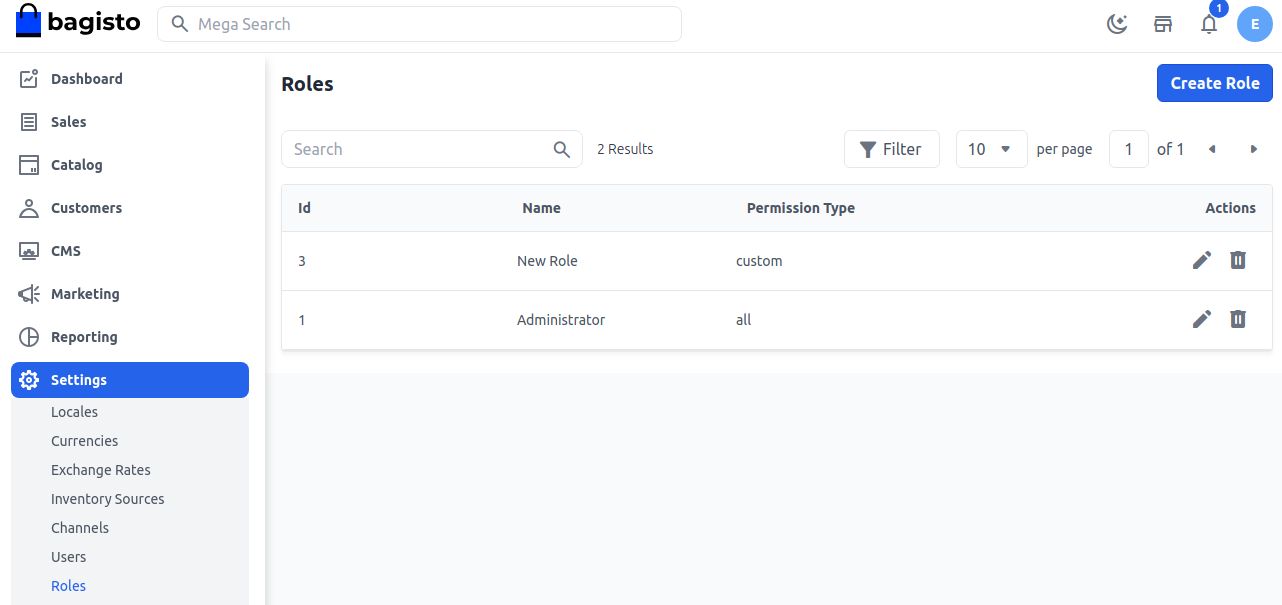 bagisto
Mega Search
1
E
Dashboard
Sales
Catalog
Customers
CMS
Marketing
Reporting
Settings
Locales
Currencies
Exchange Rates
Inventory Sources
Channels
Users
Roles
Roles
Create Role
Search
2 Results
Filter
10
per page
1
of 1
Id Name Permission Type Actions
3 New Role custom
1 Administrator all